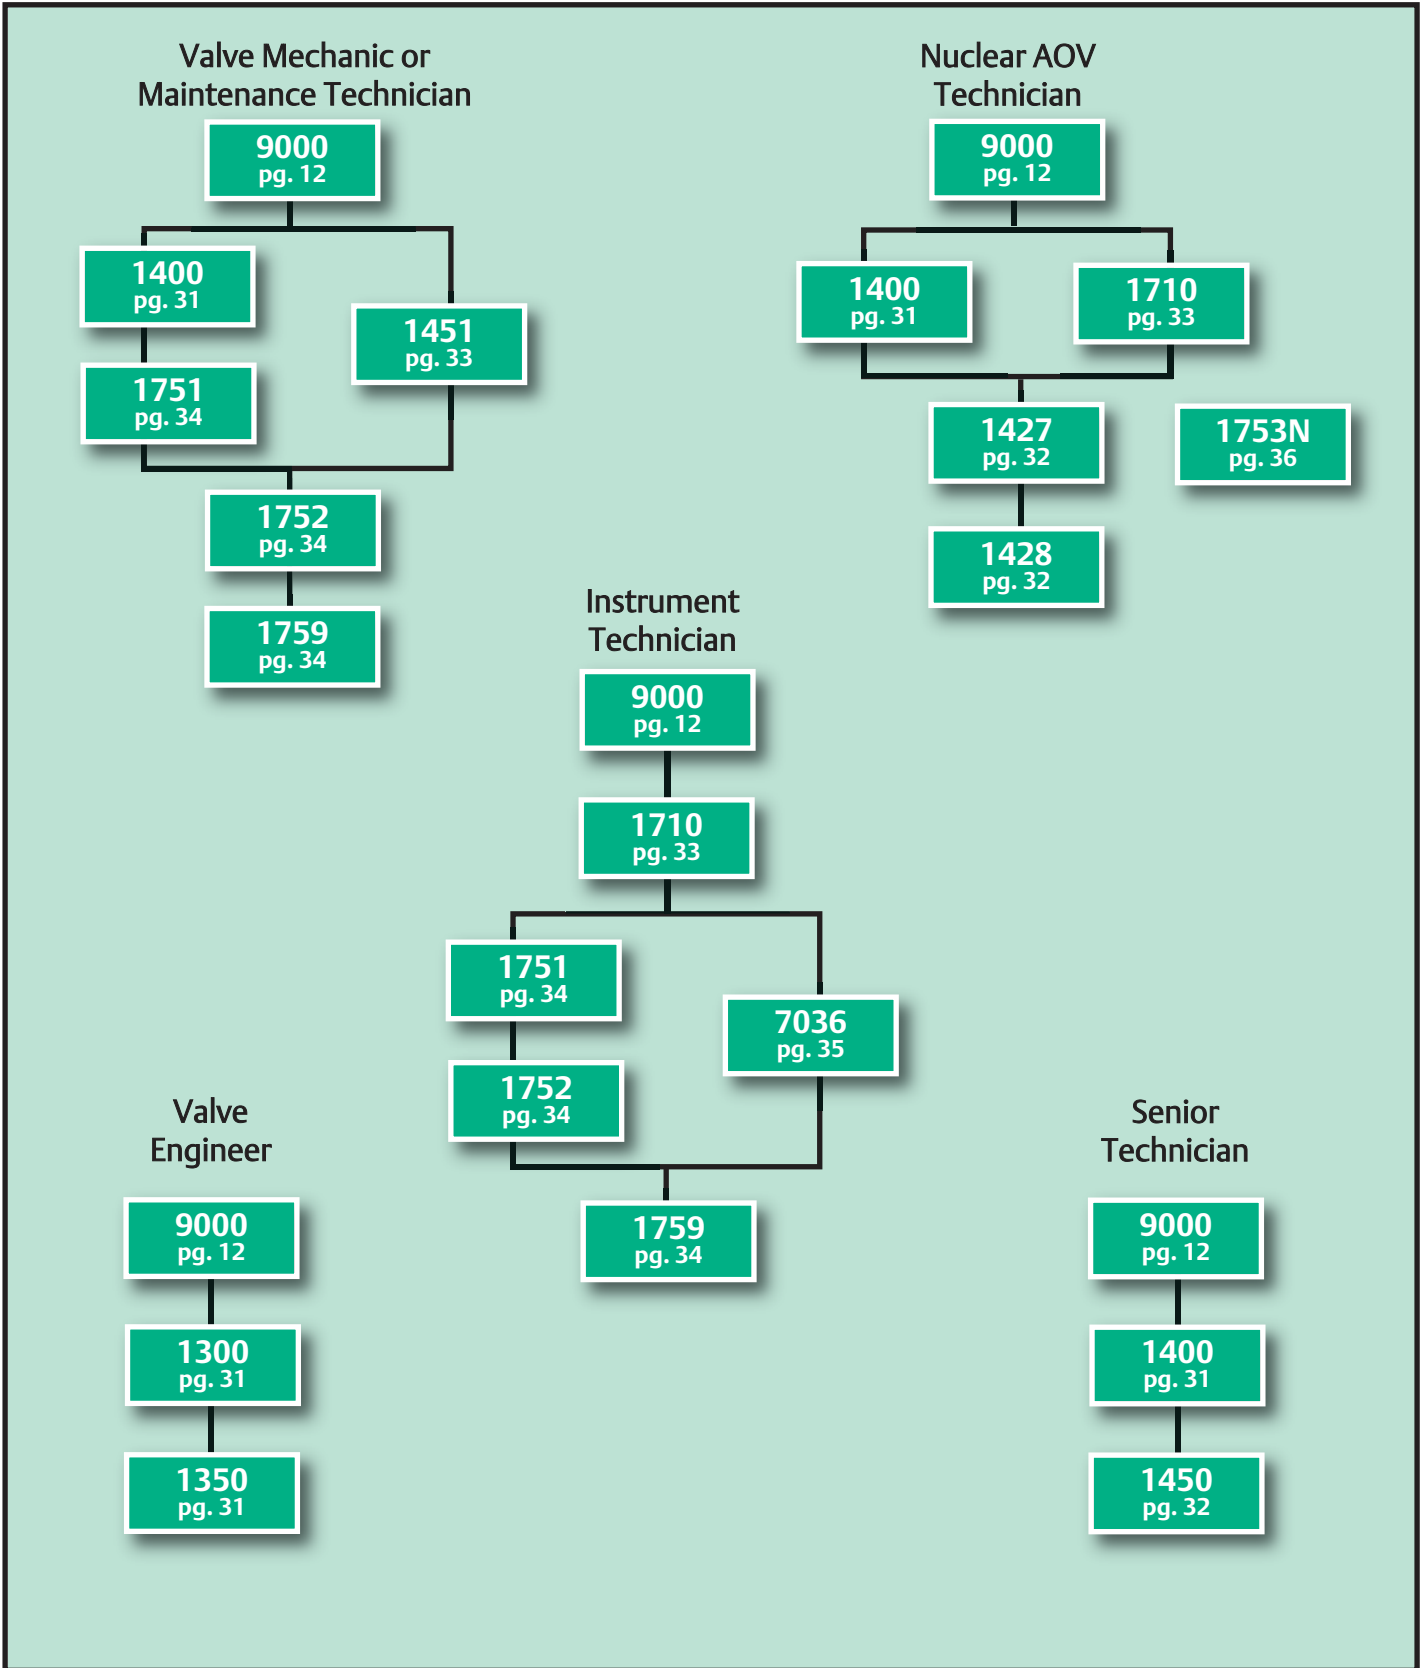 Valve Mechanic or
Maintenance Technician
9000
pg. 12
1400
pg. 31
1451
pg. 33
1751
pg. 34
1752
pg. 34
1759
pg. 34
Nuclear AOV
Technician
9000
pg. 12
1400
pg. 31
1710
pg. 33
1427
pg. 32
1753N
pg. 36
1428
pg. 32
Instrument
Technician
9000
pg. 12
1710
pg. 33
1751
pg. 34
7036
pg. 35
1752
pg. 34
1759
pg. 34
Valve
Engineer
9000
pg. 12
1300
pg. 31
1350
pg. 31
Senior
Technician
9000
pg. 12
1400
pg. 31
1450
pg. 32